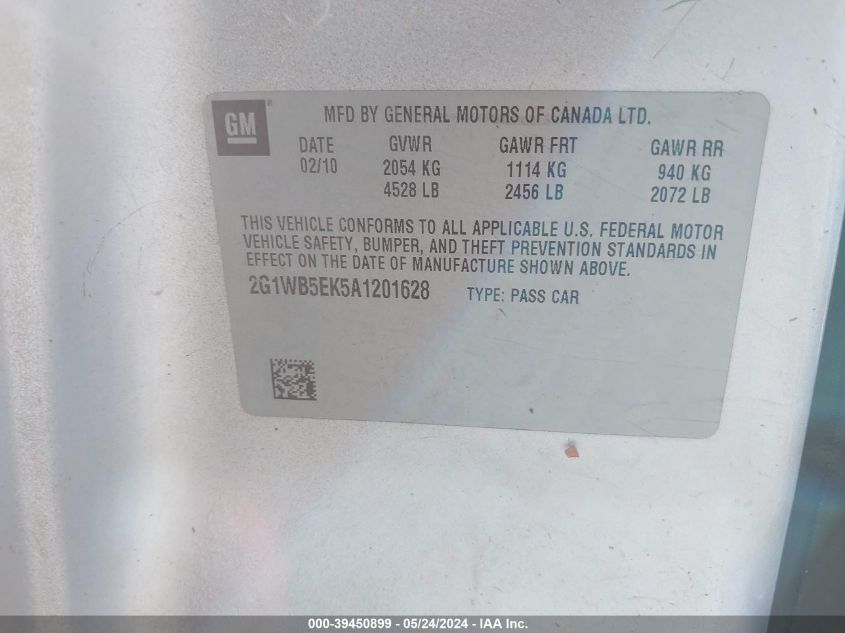 GM
MFD BY GENERAL MOTORS OF CANADA LTD.
DATE GVWR GAWR FRT GAWR RR
02/10 2054 KG 1114 KG 940 KG
4528 LB 2456 LB 2072 LB
THIS VEHICLE CONFORMS TO ALL APPLICABLE U.S. FEDERAL MOTOR
VEHICLE SAFETY, BUMPER, AND THEFT PREVENTION STANDARDS IN
EFFECT ON THE DATE OF MANUFACTURE SHOWN ABOVE.
2G1WB5EK5A1201628 TYPE: PASS CAR
000-39450899 - 05/24/2024 - IAA Inc.